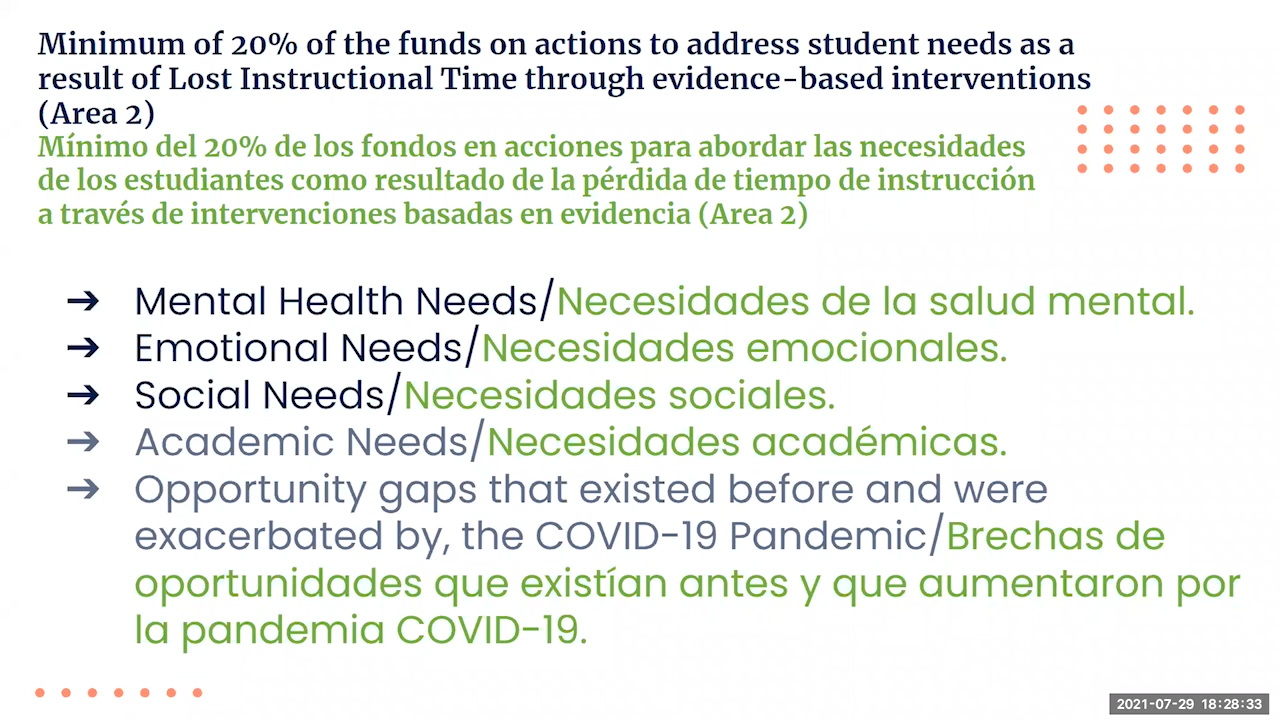 Minimum of 20% of the funds on actions to address student needs as a
result of Lost Instructional Time through evidence-based interventions
(Area 2)
Mínimo del 20% de los fondos en acciones para abordar las necesidades
de los estudiantes como resultado de la pérdida de tiempo de instrucción
a través de intervenciones basadas en evidencia (Area 2)
➔ Mental Health Needs/Necesidades de la salud mental.
➔ Emotional Needs/Necesidades emocionales.
➔ Social Needs/Necesidades sociales.
➔ Academic Needs/Necesidades académicas.
➔ Opportunity gaps that existed before and were
exacerbated by, the COVID-19 Pandemic/Brechas de
oportunidades que existían antes y que aumentaron por
la pandemia COVID-19.
2021-07-29 18:28:33